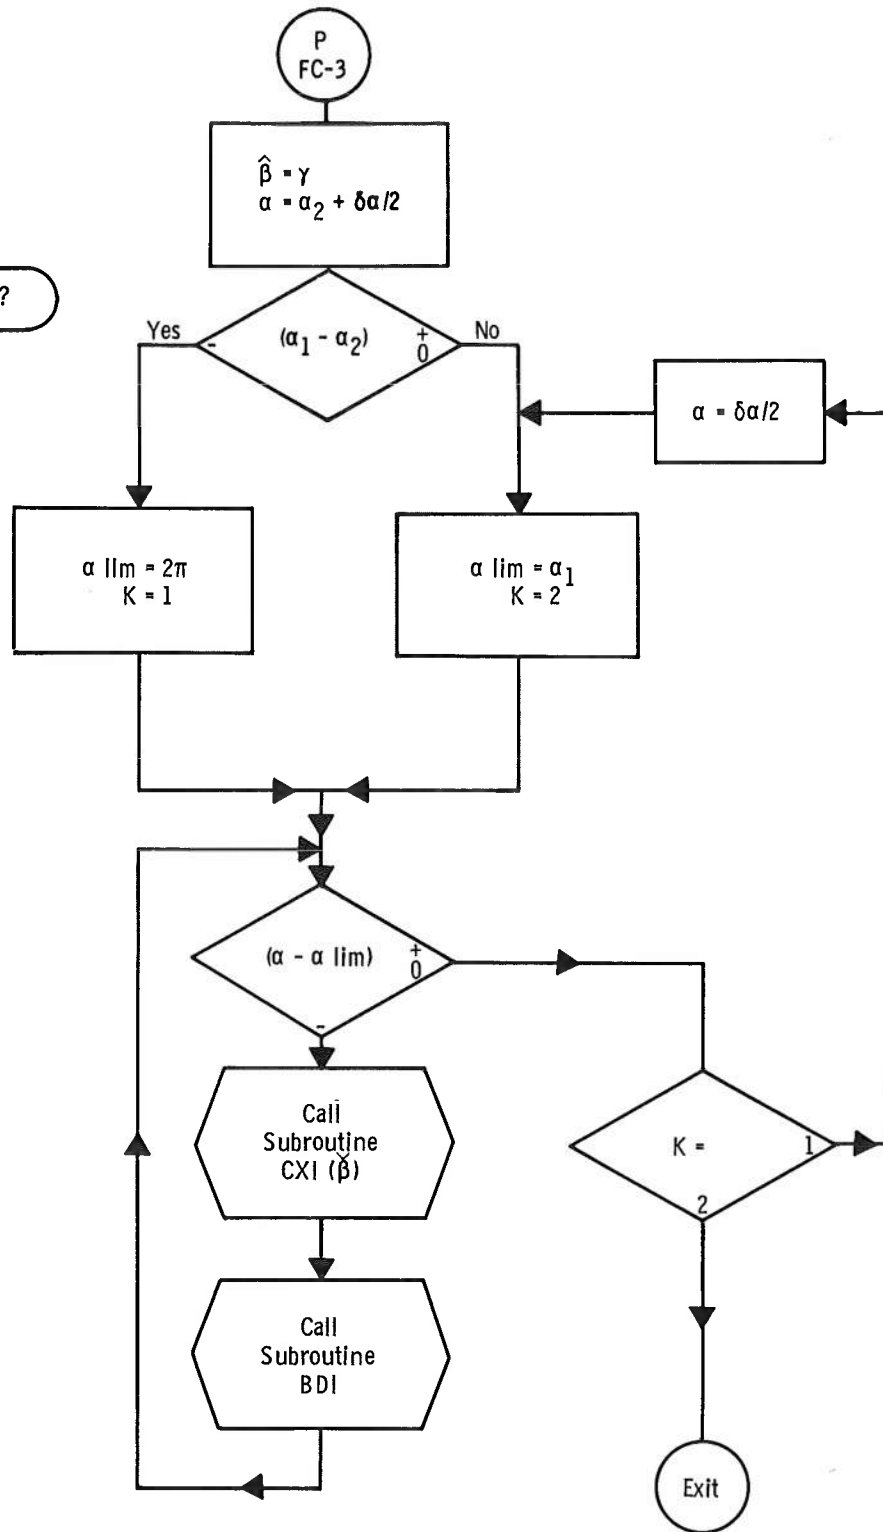 P
FC-3
β̂ = γ
α = α₂ + δα/2
?
Yes
-
(α₁ - α₂)
+
0
No
α = δα/2
α lim = 2π
K = 1
α lim = α₁
K = 2
(α - α lim)
+
0
-
Call
Subroutine
CXI (β̌)
K =
1
2
Call
Subroutine
BDI
Exit